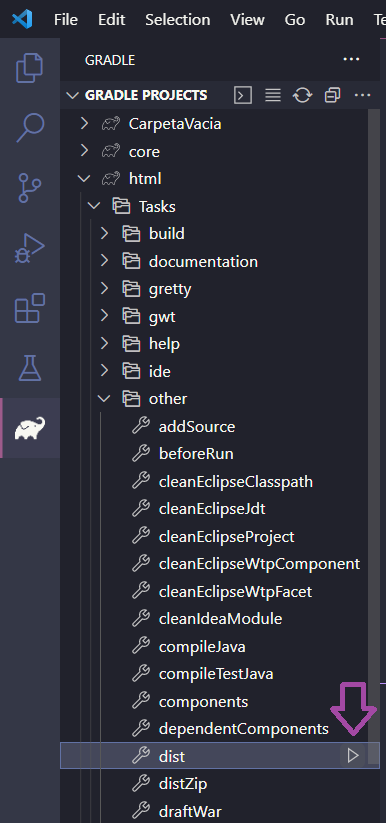 File Edit Selection View Go Run Te
GRADLE
GRADLE PROJECTS
CarpetaVacia
core
html
Tasks
build
documentation
gretty
gwt
help
ide
other
addSource
beforeRun
cleanEclipseClasspath
cleanEclipseJdt
cleanEclipseProject
cleanEclipseWtpComponent
cleanEclipseWtpFacet
cleanIdeaModule
compileJava
compileTestJava
components
dependentComponents
dist
distZip
draftWar